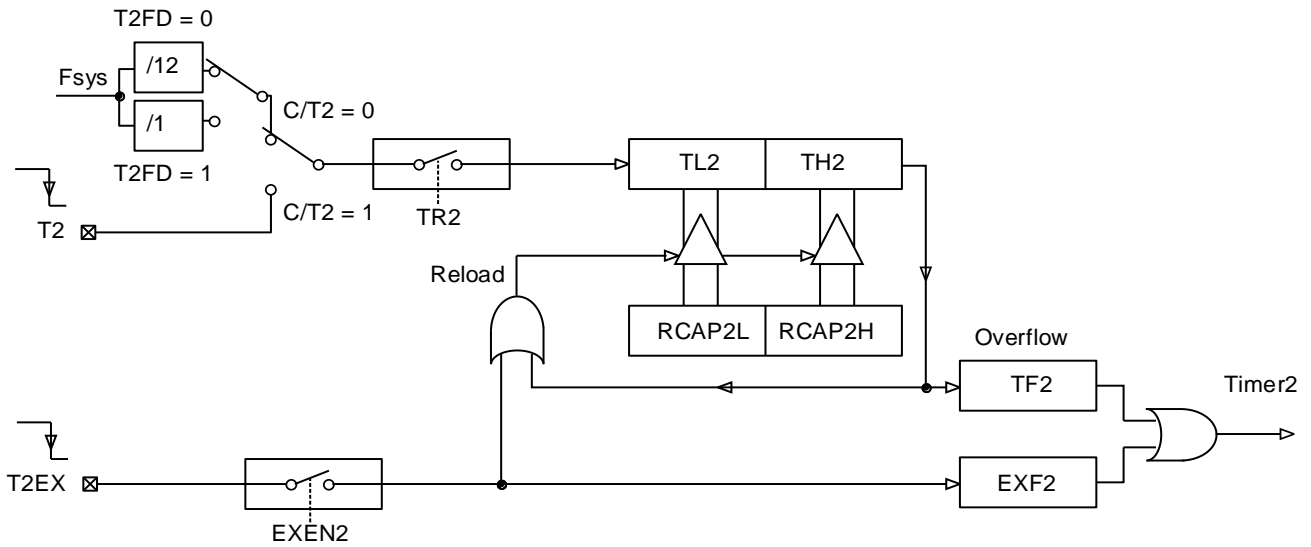 T2FD = 0
/12
Fsys
C/T2 = 0
/1
T2FD = 1
TL2
TH2
C/T2 = 1
TR2
T2
Reload
RCAP2L
RCAP2H
Overflow
TF2
Timer2
T2EX
EXF2
EXEN2